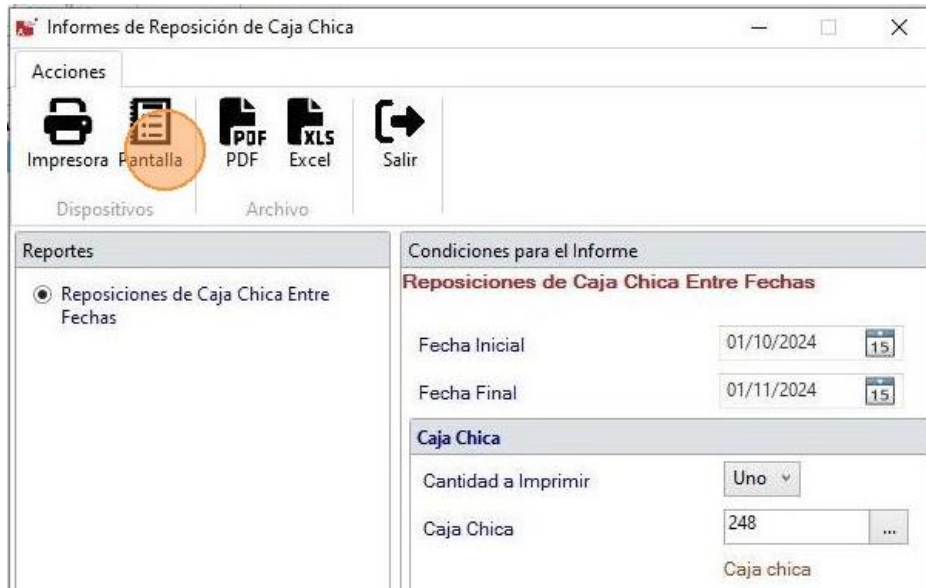 Informes de Reposición de Caja Chica
Acciones
Impresora Pantalla PDF Excel Salir
Dispositivos Archivo
Reportes
Reposiciones de Caja Chica Entre
Fechas
Condiciones para el Informe
Reposiciones de Caja Chica Entre Fechas
Fecha Inicial 01/10/2024 15
Fecha Final 01/11/2024 15
Caja Chica
Cantidad a Imprimir Uno
Caja Chica 248 ...
Caja chica